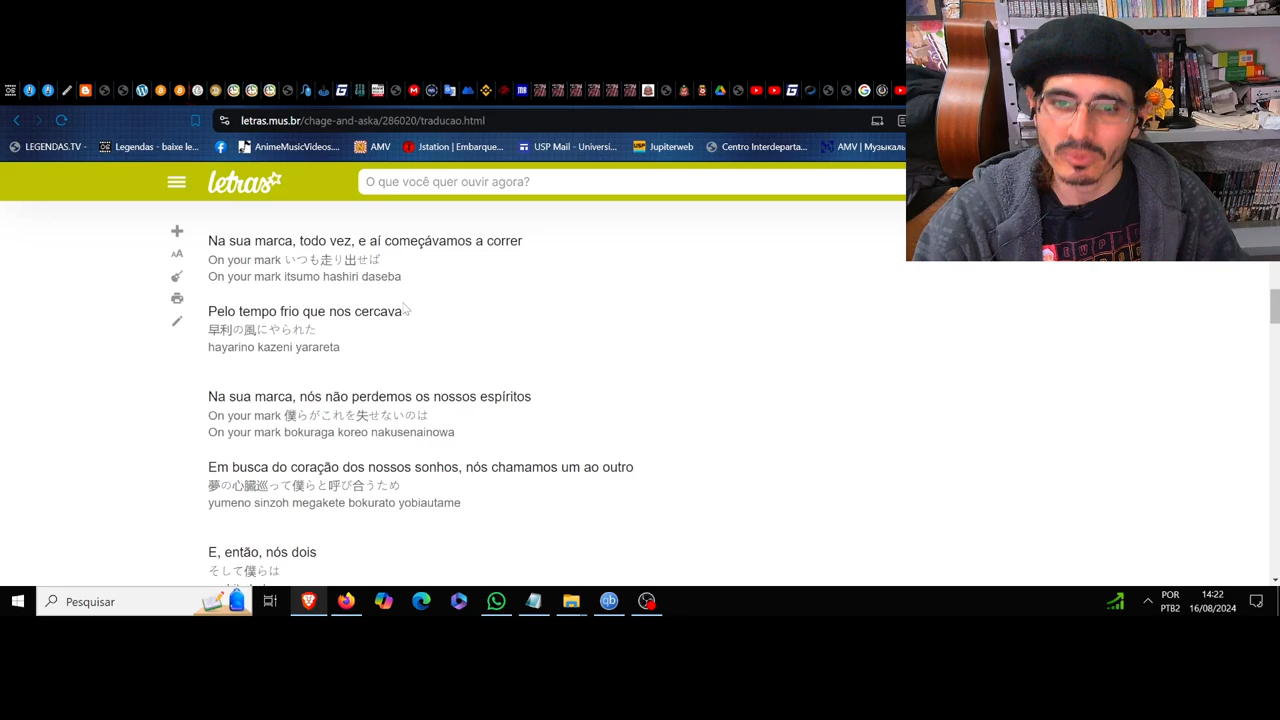 letras.mus.br/chage-and-aska/286020/traducao.html
LEGENDAS.TV -
Legendas - baixe le...
AnimeMusicVideos....
AMV
Jstation | Embarque...
USP Mail - Universi...
Jupiterweb
Centro Interdeparta...
AMV | Музыкаль
letras
O que você quer ouvir agora?
Na sua marca, todo vez, e aí começávamos a correr
On your mark いつも走り出せば
On your mark itsumo hashiri daseba
Pelo tempo frio que nos cercava
早利の風にやられた
hayarino kazeni yarareta
Na sua marca, nós não perdemos os nossos espíritos
On your mark 僕らがこれを失せないのは
On your mark bokuraga koreo nakusenainowa
Em busca do coração dos nossos sonhos, nós chamamos um ao outro
夢の心臓巡って僕らと呼び合うため
yumeno sinzoh megakete bokurato yobiautame
E, então, nós dois
そして僕らは
Pesquisar
POR
PTB2
14:22
16/08/2024